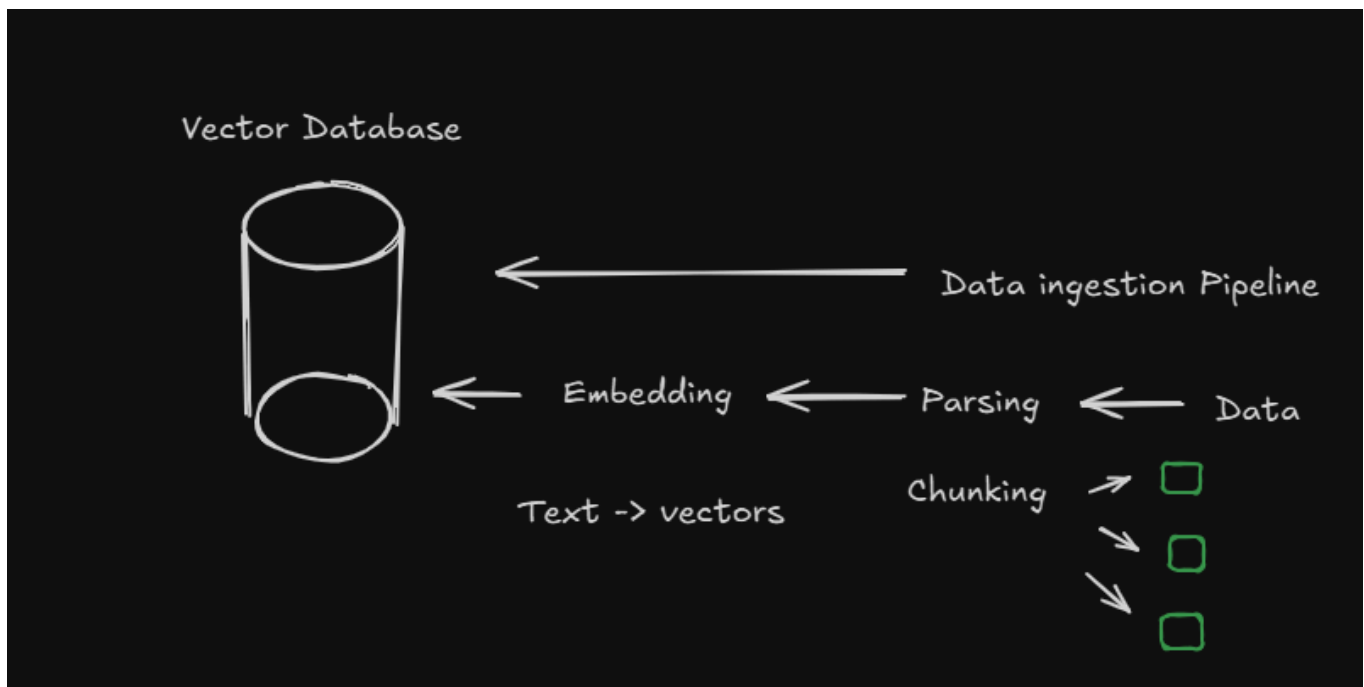 Vector Database
Data ingestion Pipeline
Embedding
Parsing
Data
Chunking
Text -> vectors